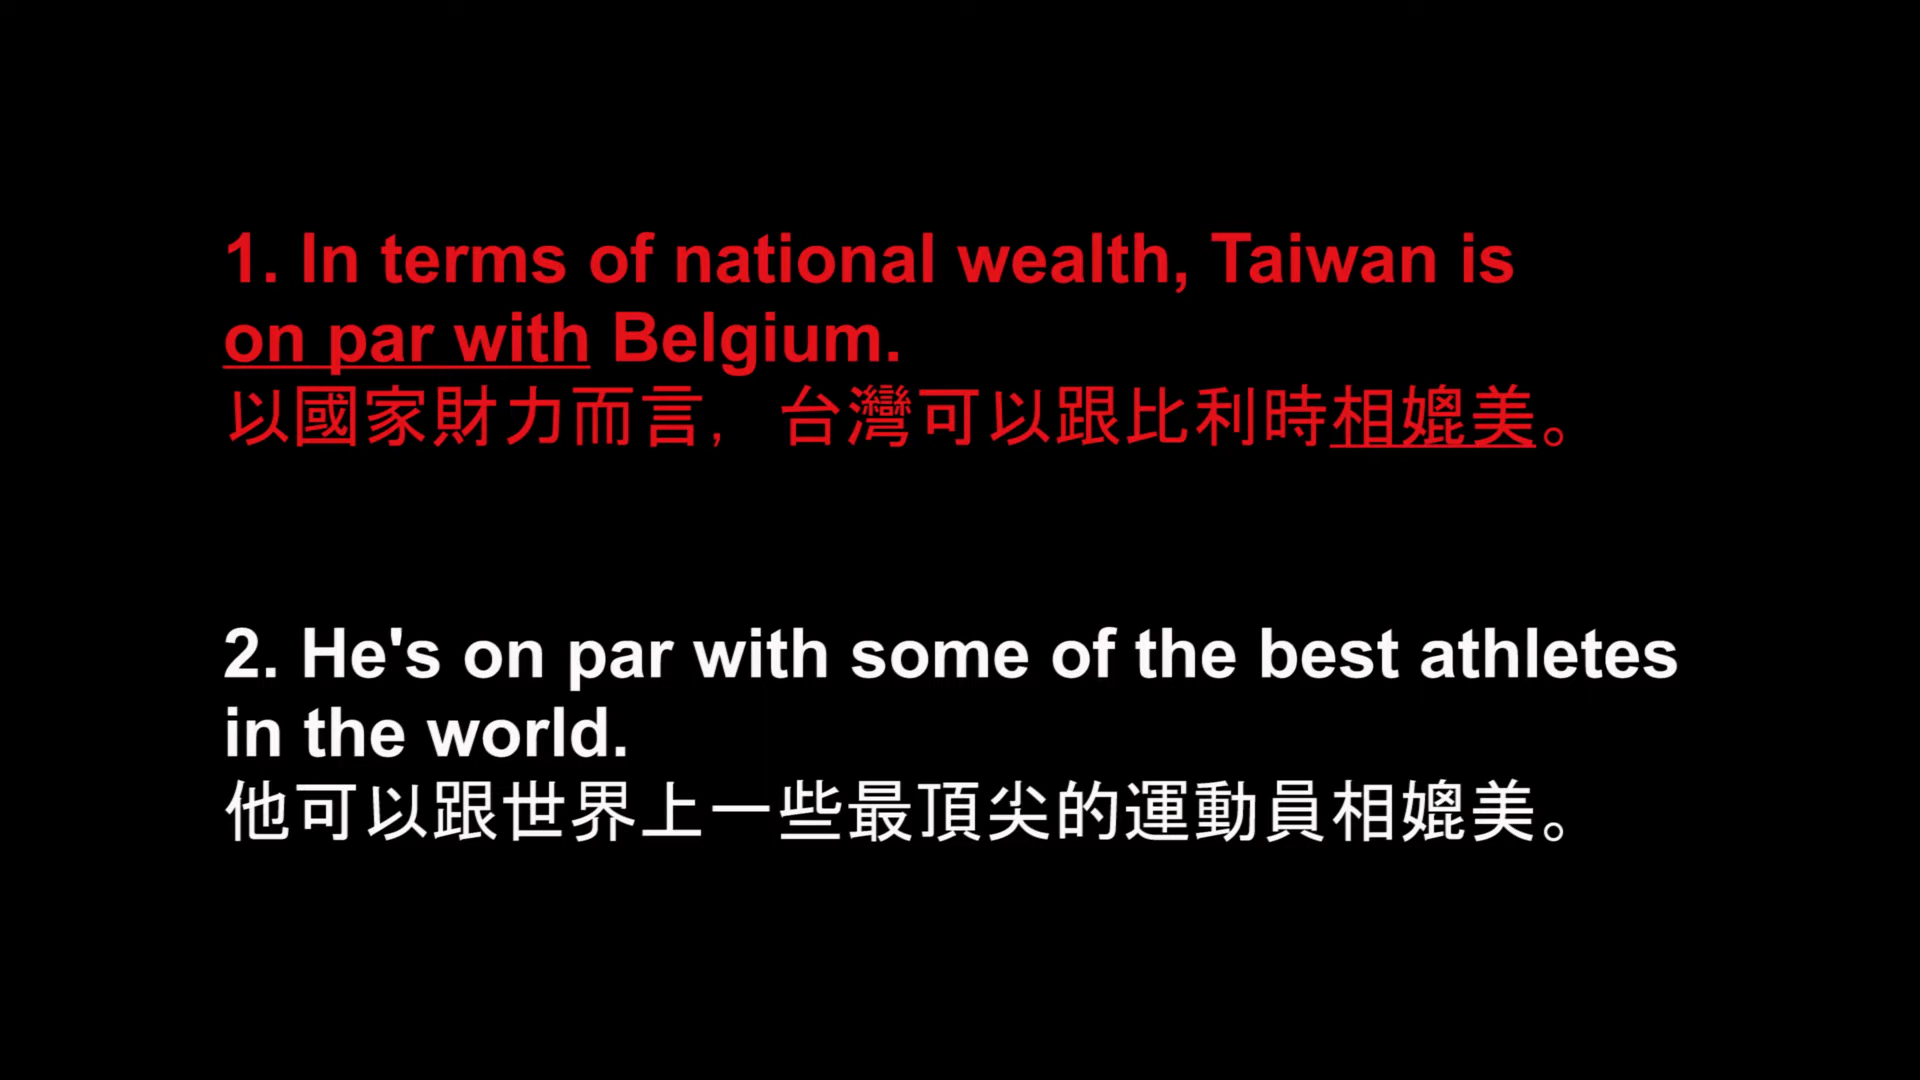 1. In terms of national wealth, Taiwan is
on par with Belgium.
以國家財力而言，台灣可以跟比利時相媲美。
2. He's on par with some of the best athletes
in the world.
他可以跟世界上一些最頂尖的運動員相媲美。